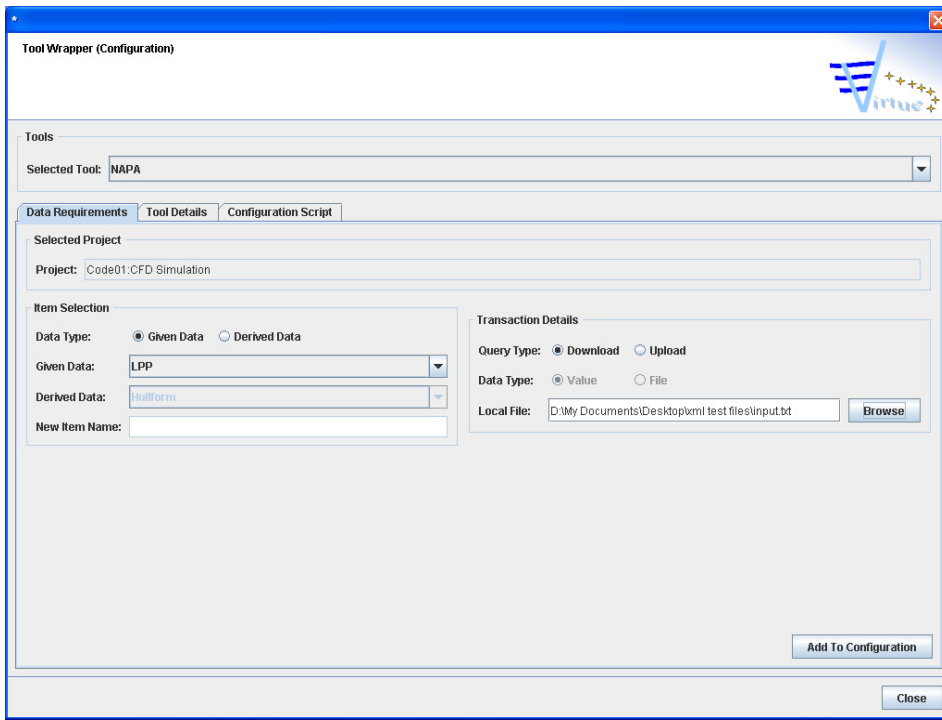 *
Tool Wrapper (Configuration)
Virtue
Tools
Selected Tool: NAPA
Data Requirements Tool Details Configuration Script
Selected Project
Project: Code01:CFD Simulation
Item Selection
Data Type: Given Data Derived Data
Given Data: LPP
Derived Data: Hullform
New Item Name:
Transaction Details
Query Type: Download Upload
Data Type: Value File
Local File: D:\My Documents\Desktop\xml test files\input.txt Browse
Add To Configuration
Close